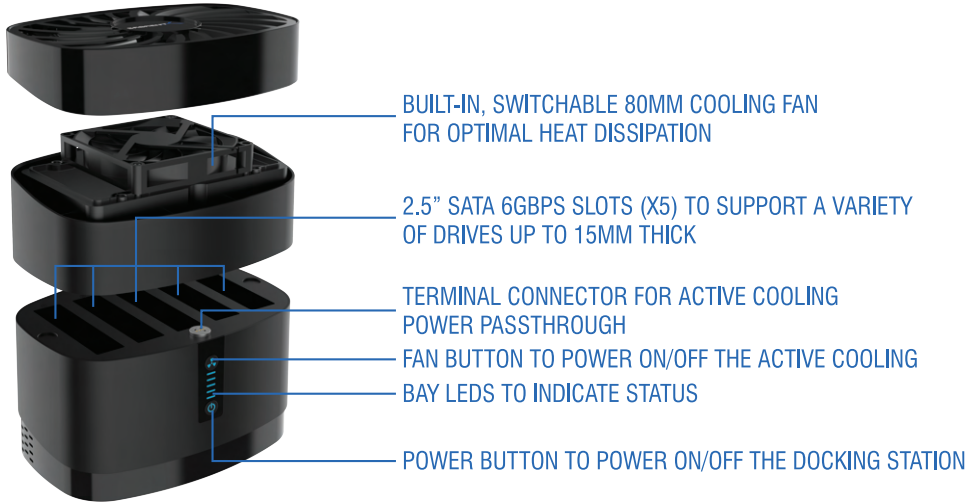 BUILT-IN, SWITCHABLE 80MM COOLING FAN
FOR OPTIMAL HEAT DISSIPATION
2.5” SATA 6GBPS SLOTS (X5) TO SUPPORT A VARIETY
OF DRIVES UP TO 15MM THICK
TERMINAL CONNECTOR FOR ACTIVE COOLING
POWER PASSTHROUGH
FAN BUTTON TO POWER ON/OFF THE ACTIVE COOLING
BAY LEDS TO INDICATE STATUS
POWER BUTTON TO POWER ON/OFF THE DOCKING STATION